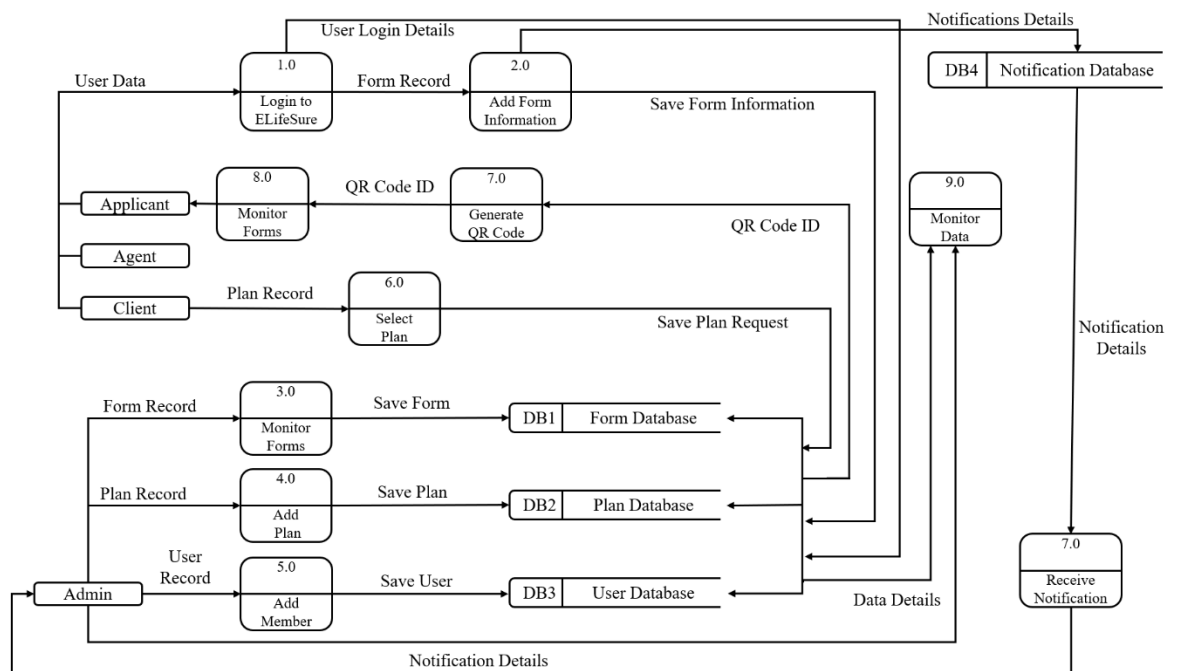 Notifications Details
User Login Details
1.0
Login to
ELifeSure
2.0
Add Form
Information
DB4 Notification Database
User Data
Form Record
Save Form Information
8.0
Monitor
Forms
7.0
Generate
QR Code
9.0
Monitor
Data
QR Code ID
Applicant
QR Code ID
Agent
Client
Plan Record
6.0
Select
Plan
Save Plan Request
Notification
Details
Form Record
3.0
Monitor
Forms
Save Form
DB1 Form Database
Plan Record
4.0
Add
Plan
Save Plan
DB2 Plan Database
User
Record
5.0
Add
Member
Save User
DB3 User Database
Admin
Data Details
7.0
Receive
Notification
Notification Details